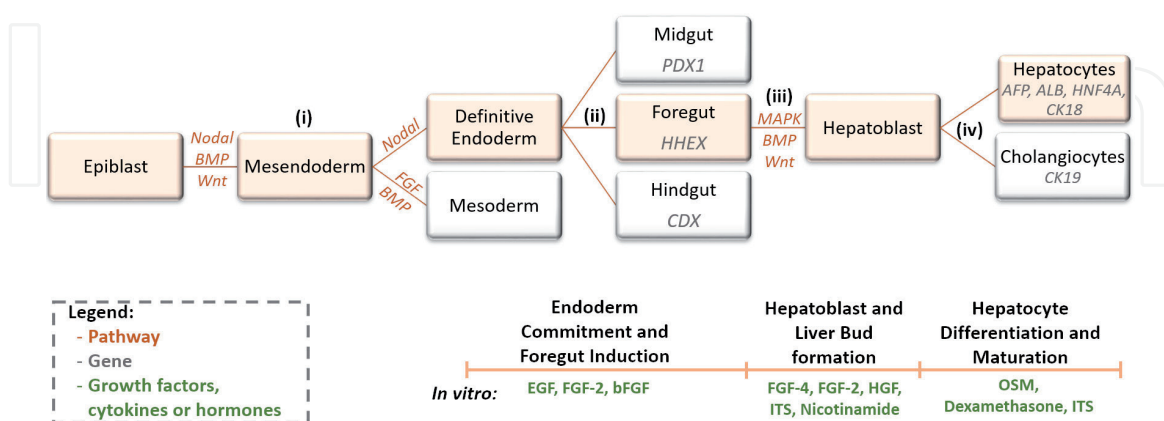 Midgut
PDX1
(i)
(ii)
(iii)
(iv)
Epiblast
Nodal
BMP
Wnt
Mesendoderm
Nodal
FGF
BMP
Definitive
Endoderm
Mesoderm
Foregut
HHEX
Hindgut
CDX
MAPK
BMP
Wnt
Hepatoblast
Hepatocytes
AFP, ALB, HNF4A,
CK18
Cholangiocytes
CK19
Legend:
- Pathway
- Gene
- Growth factors,
cytokines or hormones
Endoderm
Commitment and
Foregut Induction
Hepatoblast and
Liver Bud
formation
Hepatocyte
Differentiation and
Maturation
In vitro:
EGF, FGF-2, bFGF
FGF-4, FGF-2, HGF,
ITS, Nicotinamide
OSM,
Dexamethasone, ITS